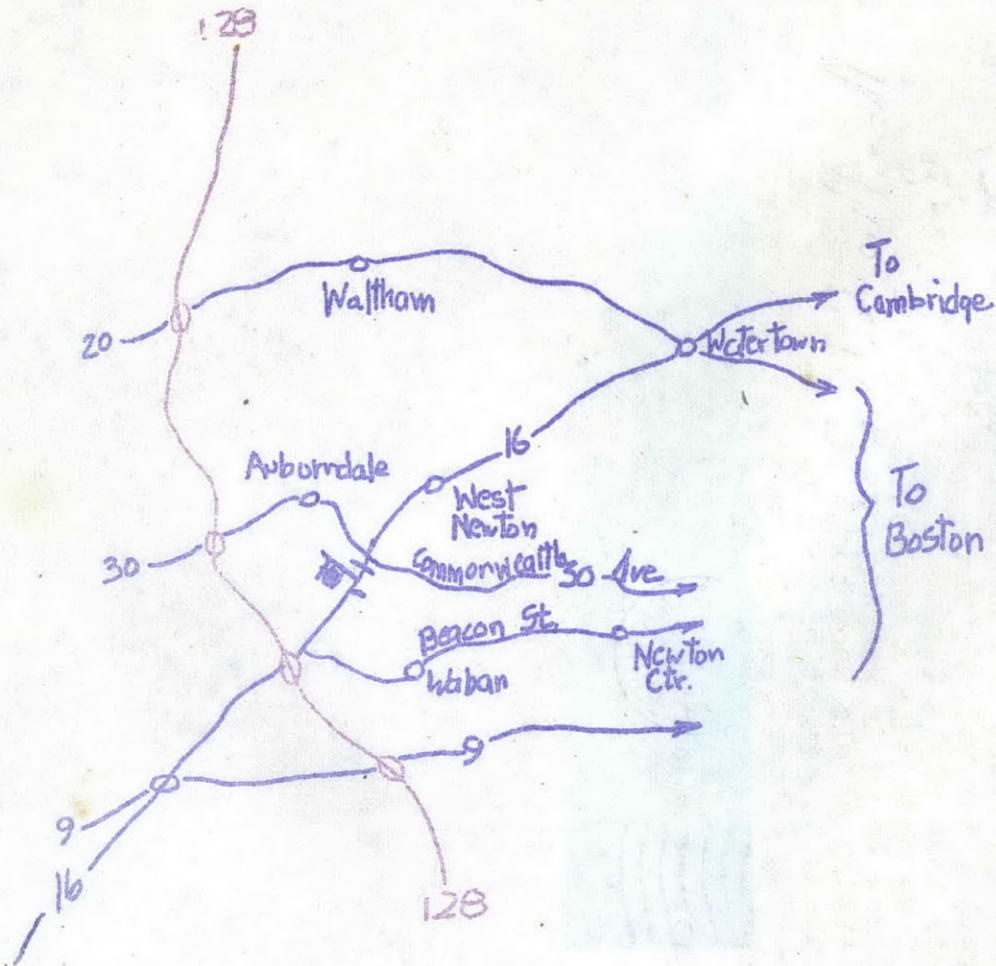 128
To
Cambridge
Waltham
20
Watertown
16
Auburndale
West
Newton
To
Boston
30
Commonwealth 30 Ave
Beacon St.
Newton
Ctr.
Waban
9
9
16
128